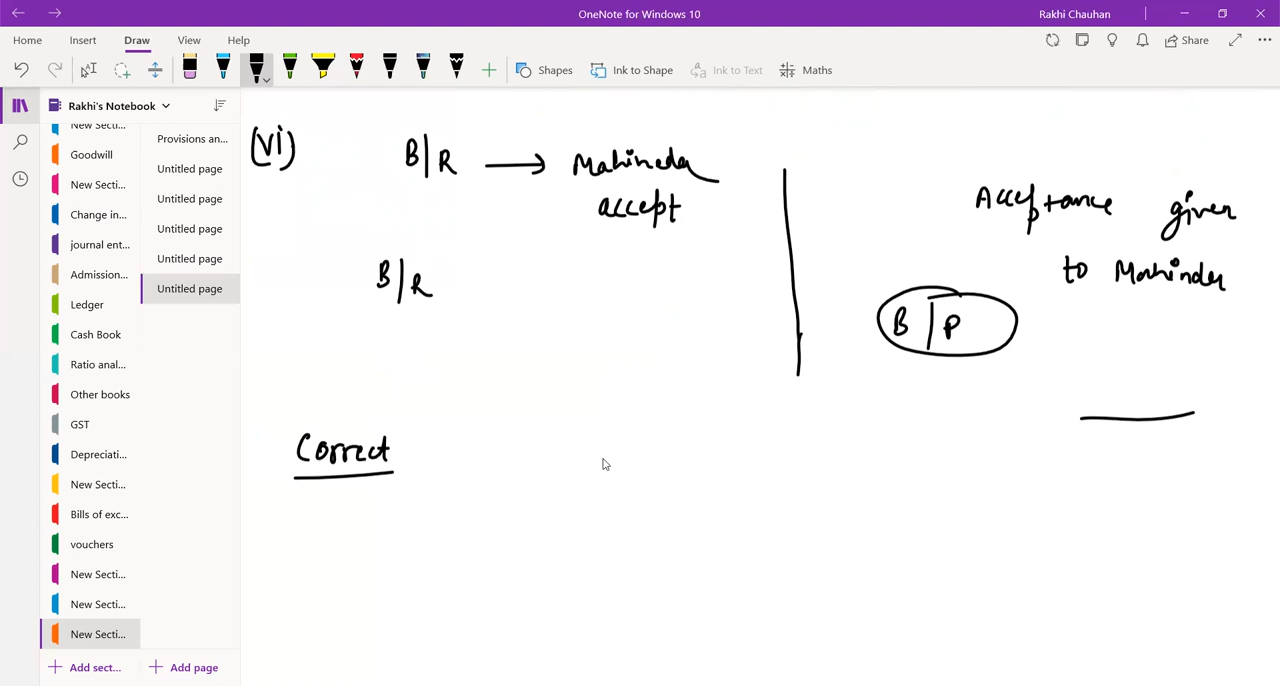 OneNote for Windows 10
Rakhi Chauhan
Home Insert Draw View Help
Share
Shapes
Ink to Shape
Ink to Text
Maths
Rakhi's Notebook
New Secti...
Goodwill
New Secti...
Change in...
journal ent...
Admission...
Ledger
Cash Book
Ratio anal...
Other books
GST
Depreciati...
New Secti...
Bills of exc...
vouchers
New Secti...
New Secti...
New Secti...
Add sect...
Provisions an...
Untitled page
Untitled page
Untitled page
Untitled page
Untitled page
Add page
(vi) B/R → Mahinder
accept
B/R
Acceptance given
to Mahinder
B/P
Correct